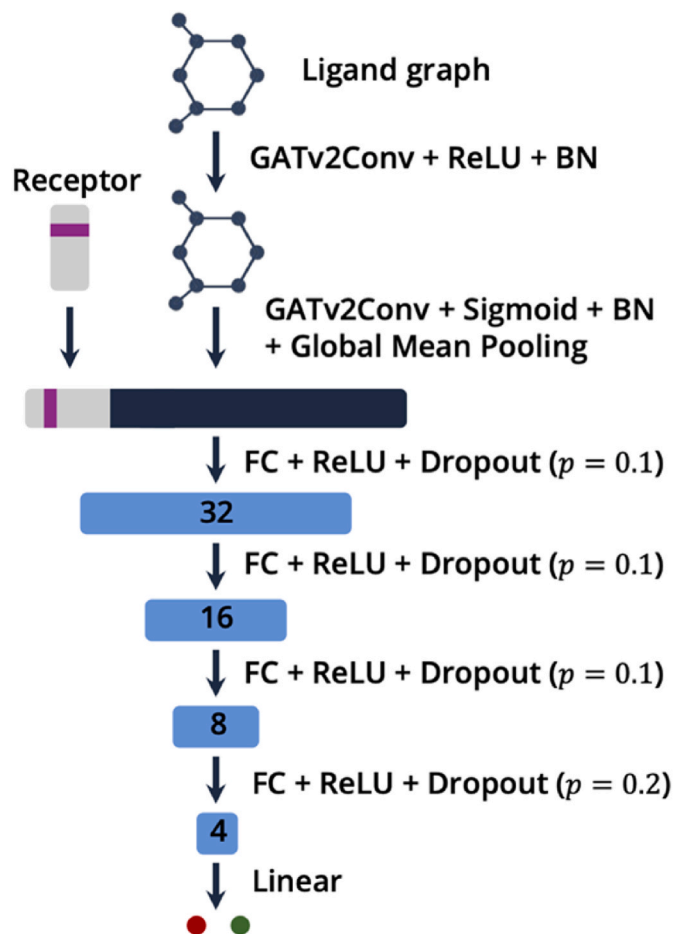 Ligand graph
GATv2Conv + ReLU + BN
Receptor
GATv2Conv + Sigmoid + BN
+ Global Mean Pooling
FC + ReLU + Dropout (p = 0.1)
32
FC + ReLU + Dropout (p = 0.1)
16
FC + ReLU + Dropout (p = 0.1)
8
FC + ReLU + Dropout (p = 0.2)
4
Linear